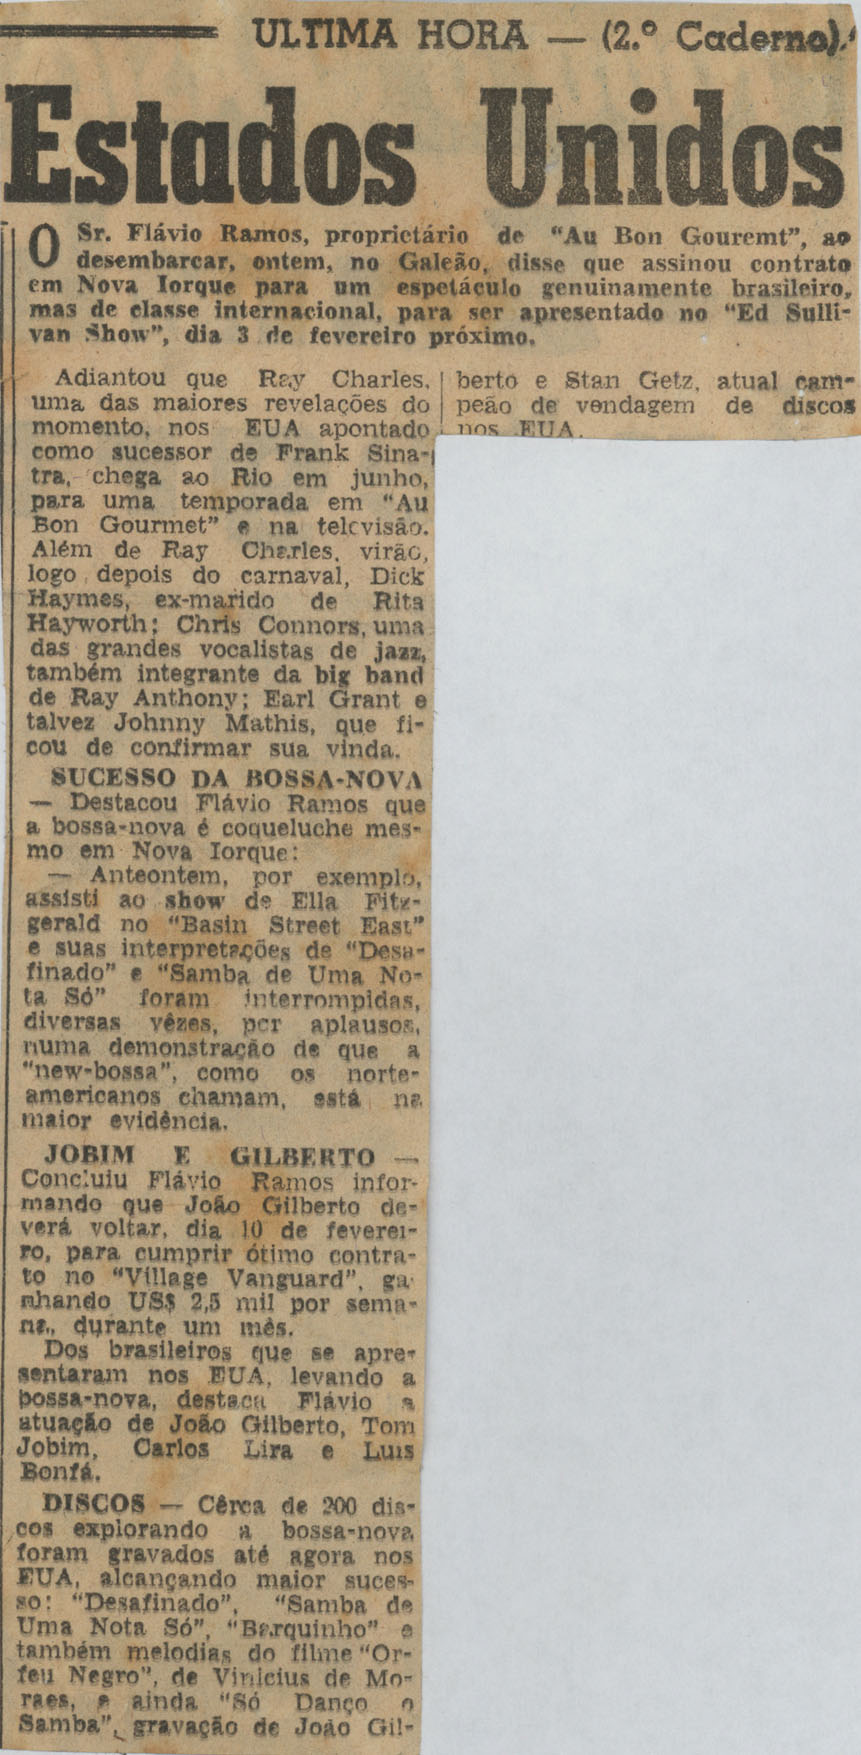 ULTIMA HORA — (2.º Caderno)
Estados Unidos
O Sr. Flávio Ramos, proprietário de "Au Bon Gouremt", ao
desembarcar, ontem, no Galeão, disse que assinou contrato
em Nova Iorque para um espetáculo genuinamente brasileiro,
mas de classe internacional, para ser apresentado no "Ed Sulli-
van Show", dia 3 de fevereiro próximo.
Adiantou que Ray Charles,
uma das maiores revelações do
momento, nos EUA apontado
como sucessor de Frank Sina-
tra, chega ao Rio em junho,
para uma temporada em "Au
Bon Gourmet" e na televisão.
Além de Ray Charles, virão,
logo depois do carnaval, Dick
Haymes, ex-marido de Rita
Hayworth; Chris Connors, uma
das grandes vocalistas de jazz,
também integrante da big band
de Ray Anthony; Earl Grant e
talvez Johnny Mathis, que fi-
cou de confirmar sua vinda.
SUCESSO DA BOSSA-NOVA
— Destacou Flávio Ramos que
a bossa-nova é coqueluche mes-
mo em Nova Iorque:
— Anteontem, por exemplo,
assisti ao show de Ella Fitz-
gerald no "Basin Street East"
e suas interpretações de "Desa-
finado" e "Samba de Uma No-
ta Só" foram interrompidas,
diversas vêzes, por aplausos,
numa demonstração de que a
"new-bossa", como os norte-
americanos chamam, está na
maior evidência.
JOBIM E GILBERTO —
Concluiu Flávio Ramos infor-
mando que João Gilberto de-
verá voltar, dia 10 de feverei-
ro, para cumprir ótimo contra-
to no "Village Vanguard", ga-
nhando US$ 2,5 mil por sema-
na, durante um mês.
Dos brasileiros que se apre-
sentaram nos EUA, levando a
bossa-nova, destaca Flávio a
atuação de João Gilberto, Tom
Jobim, Carlos Lira e Luis
Bonfá.
DISCOS — Cêrca de 200 dis-
cos explorando a bossa-nova
foram gravados até agora nos
EUA, alcançando maior suces-
so: "Desafinado", "Samba de
Uma Nota Só", "Barquinho" e
também melodias do filme "Or-
feu Negro", de Vinicius de Mo-
raes, e ainda "Só Danço o
Samba", gravação de João Gil-
berto e Stan Getz, atual cam-
peão de vendagem de discos
nos EUA.